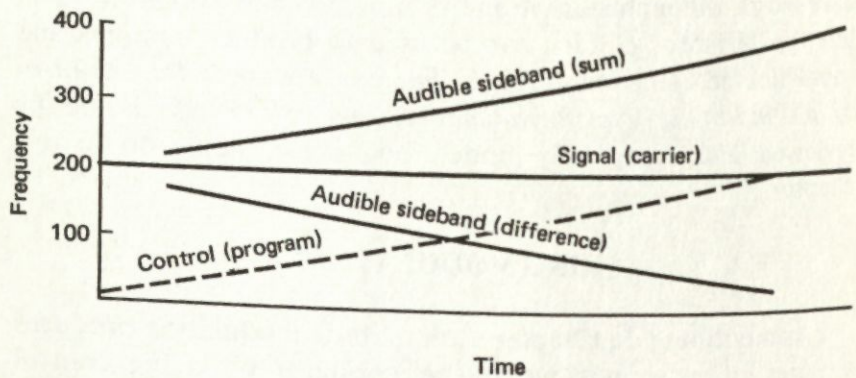 400
Audible sideband (sum)
300
Frequency
200
Signal (carrier)
Audible sideband (difference)
100
Control (program)
Time